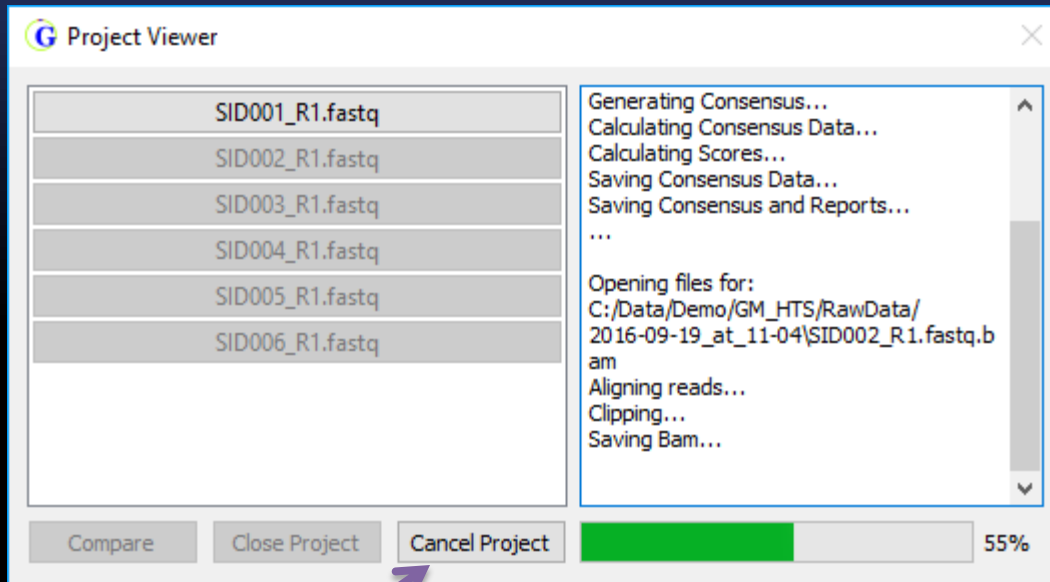 G Project Viewer
SID001_R1.fastq
SID002_R1.fastq
SID003_R1.fastq
SID004_R1.fastq
SID005_R1.fastq
SID006_R1.fastq
Generating Consensus...
Calculating Consensus Data...
Calculating Scores...
Saving Consensus Data...
Saving Consensus and Reports...
...
Opening files for:
C:/Data/Demo/GM_HTS/RawData/
2016-09-19_at_11-04\SID002_R1.fastq.b
am
Aligning reads...
Clipping...
Saving Bam...
Compare Close Project Cancel Project 55%